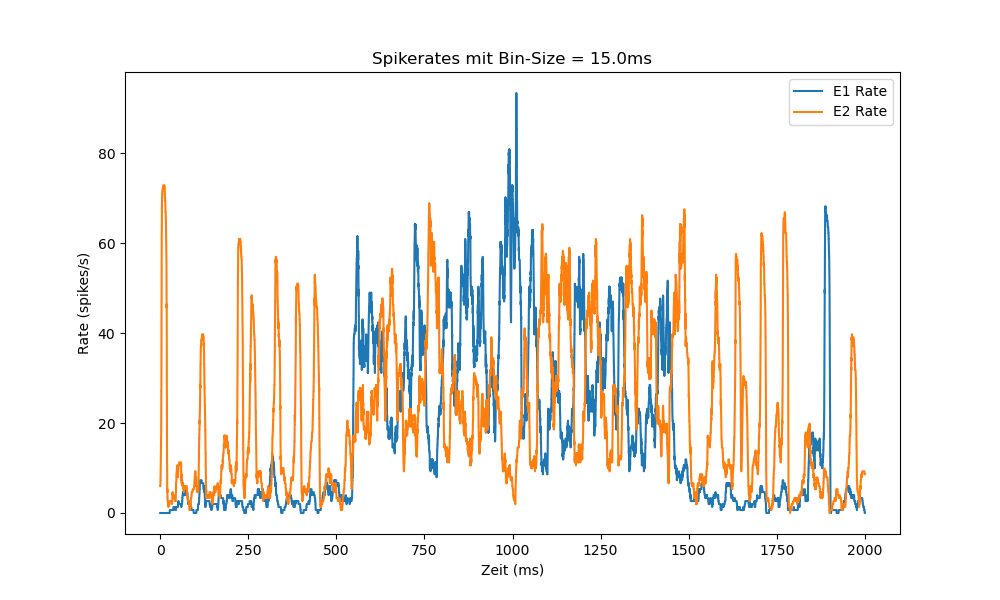 Spikerates mit Bin-Size = 15.0ms
E1 Rate
E2 Rate
Rate (spikes/s)
80
60
40
20
0
0 250 500 750 1000 1250 1500 1750 2000
Zeit (ms)